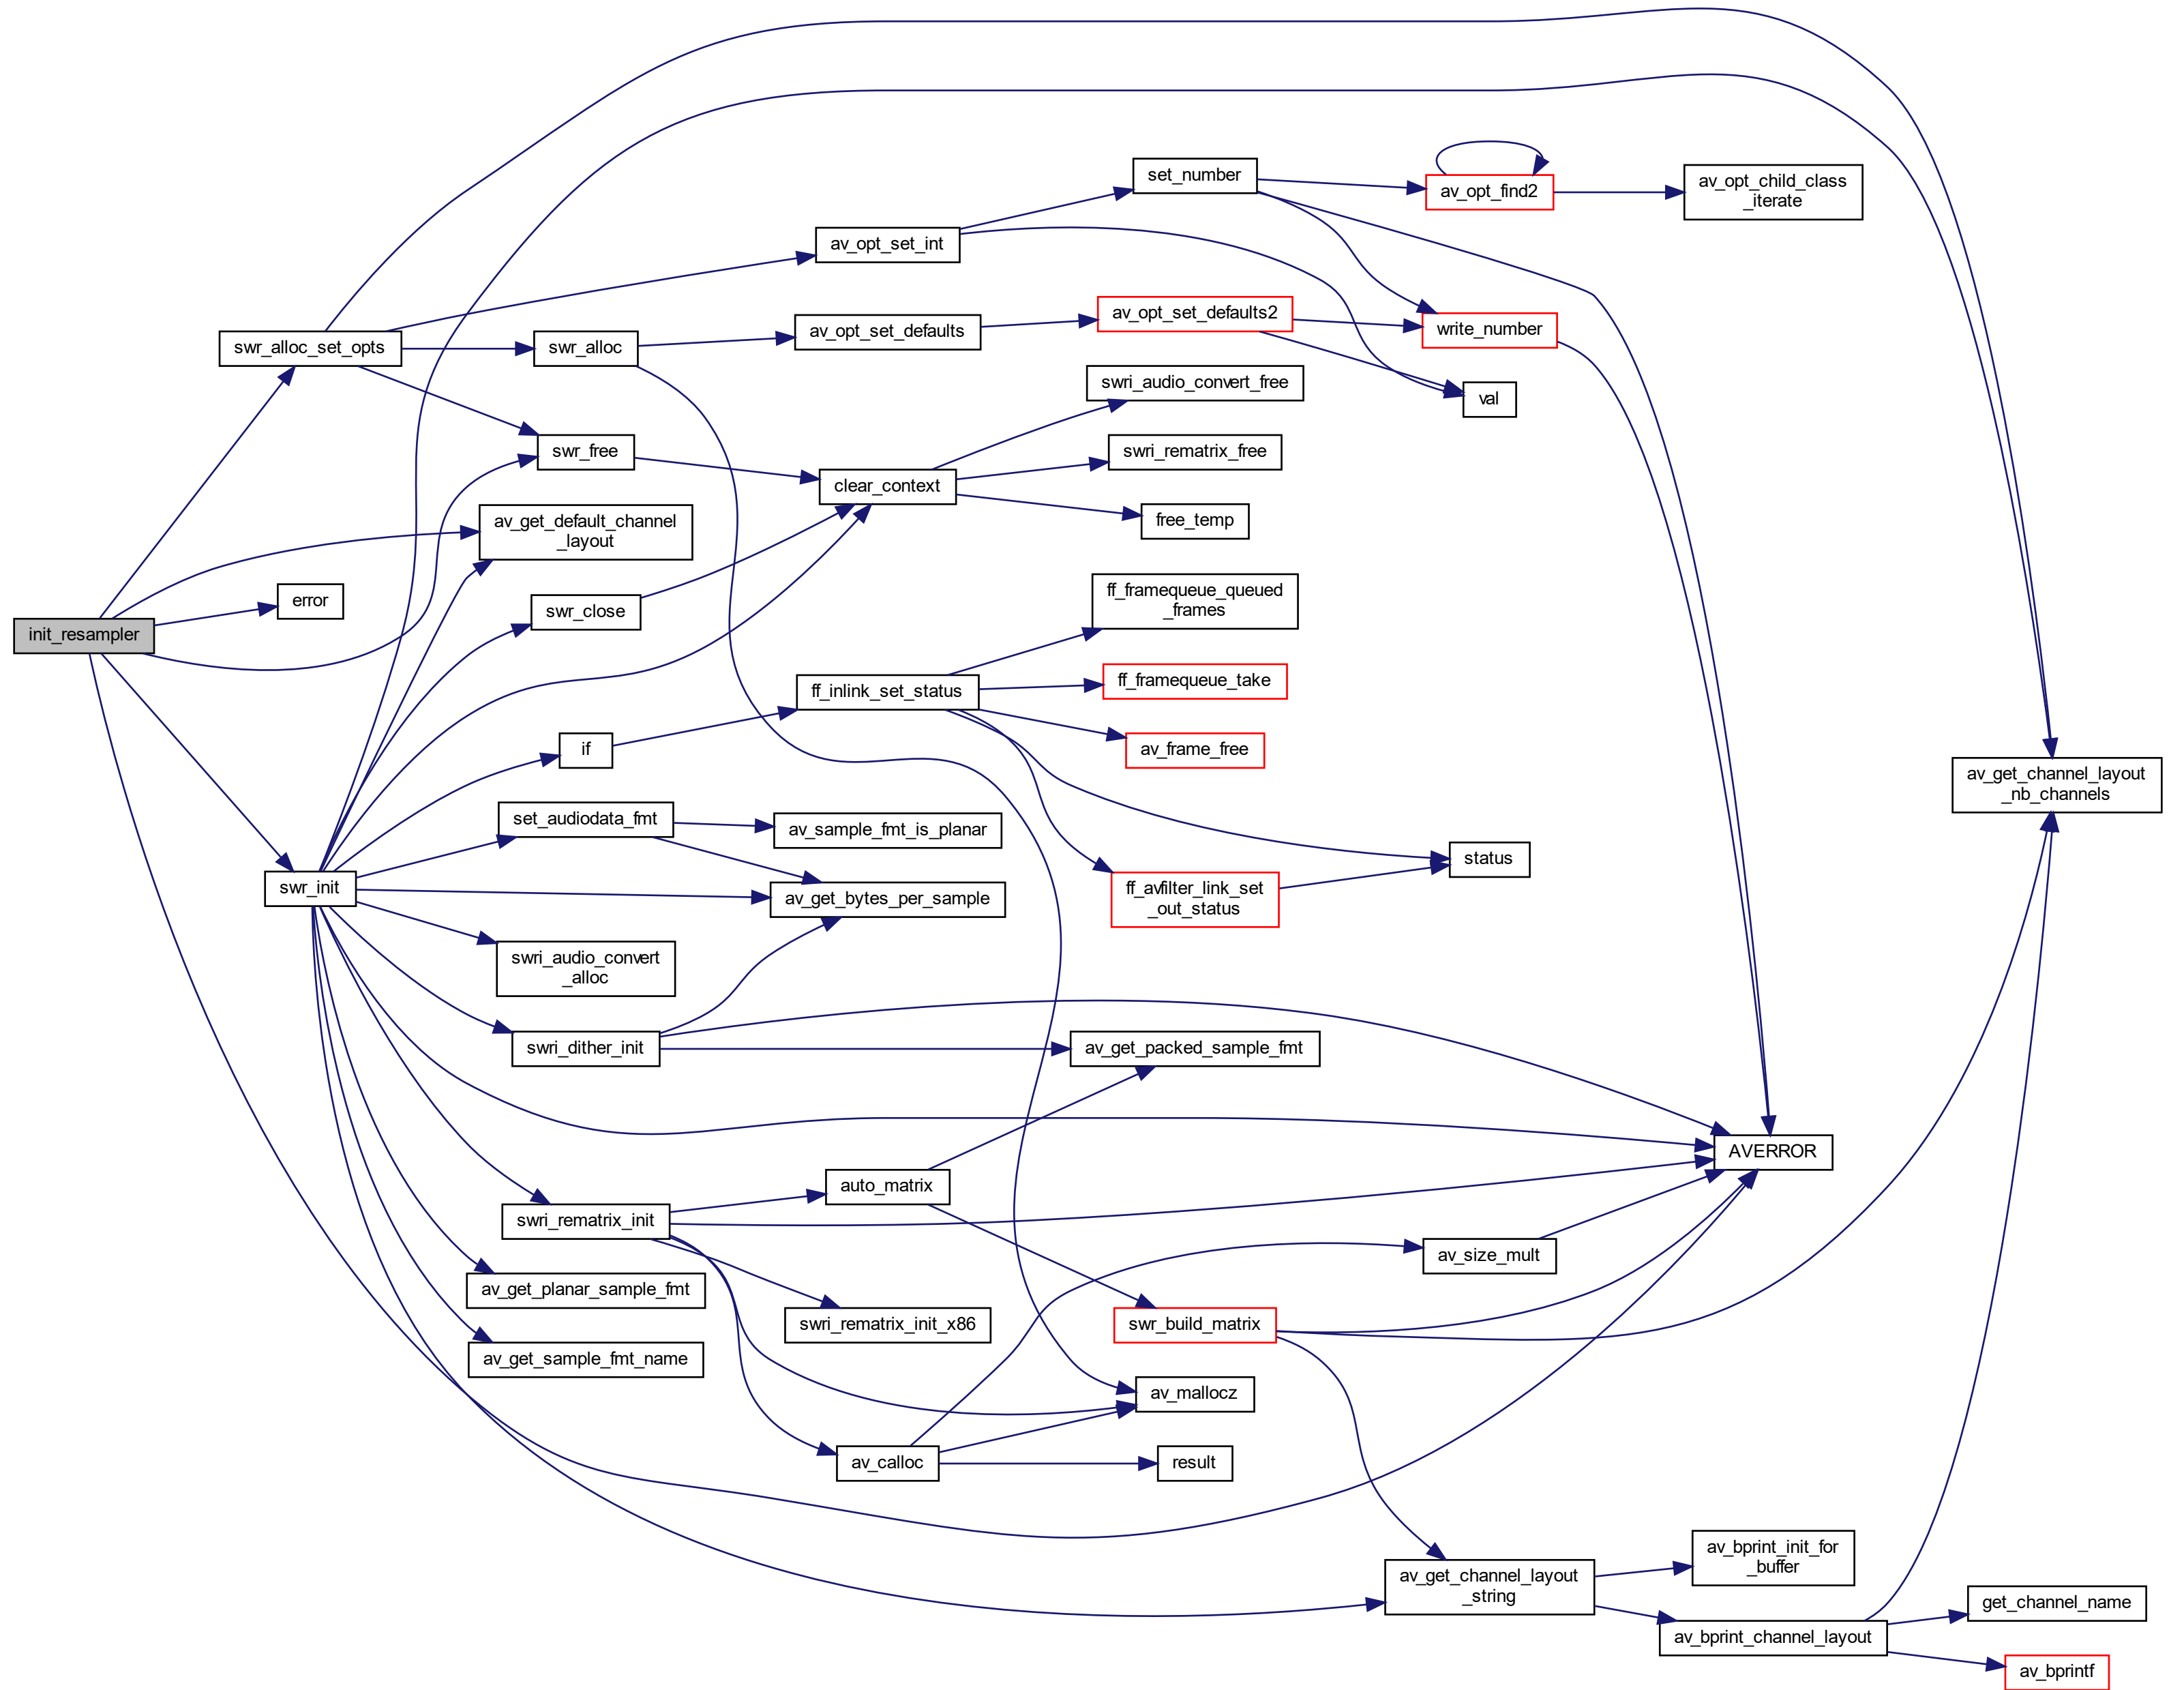 init_resampler
swr_alloc_set_opts
error
swr_init
swr_alloc
swr_free
av_get_default_channel
_layout
swr_close
if
set_audiodata_fmt
swri_audio_convert
_alloc
swri_dither_init
swri_rematrix_init
av_get_planar_sample_fmt
av_get_sample_fmt_name
av_opt_set_int
av_opt_set_defaults
clear_context
ff_inlink_set_status
av_sample_fmt_is_planar
av_get_bytes_per_sample
auto_matrix
swri_rematrix_init_x86
av_calloc
set_number
av_opt_set_defaults2
swri_audio_convert_free
swri_rematrix_free
free_temp
ff_framequeue_queued
_frames
ff_framequeue_take
av_frame_free
ff_avfilter_link_set
_out_status
av_get_packed_sample_fmt
swr_build_matrix
av_mallocz
result
av_opt_find2
write_number
val
status
av_size_mult
av_get_channel_layout
_string
av_opt_child_class
_iterate
AVERROR
av_bprint_init_for
_buffer
av_bprint_channel_layout
av_get_channel_layout
_nb_channels
get_channel_name
av_bprintf